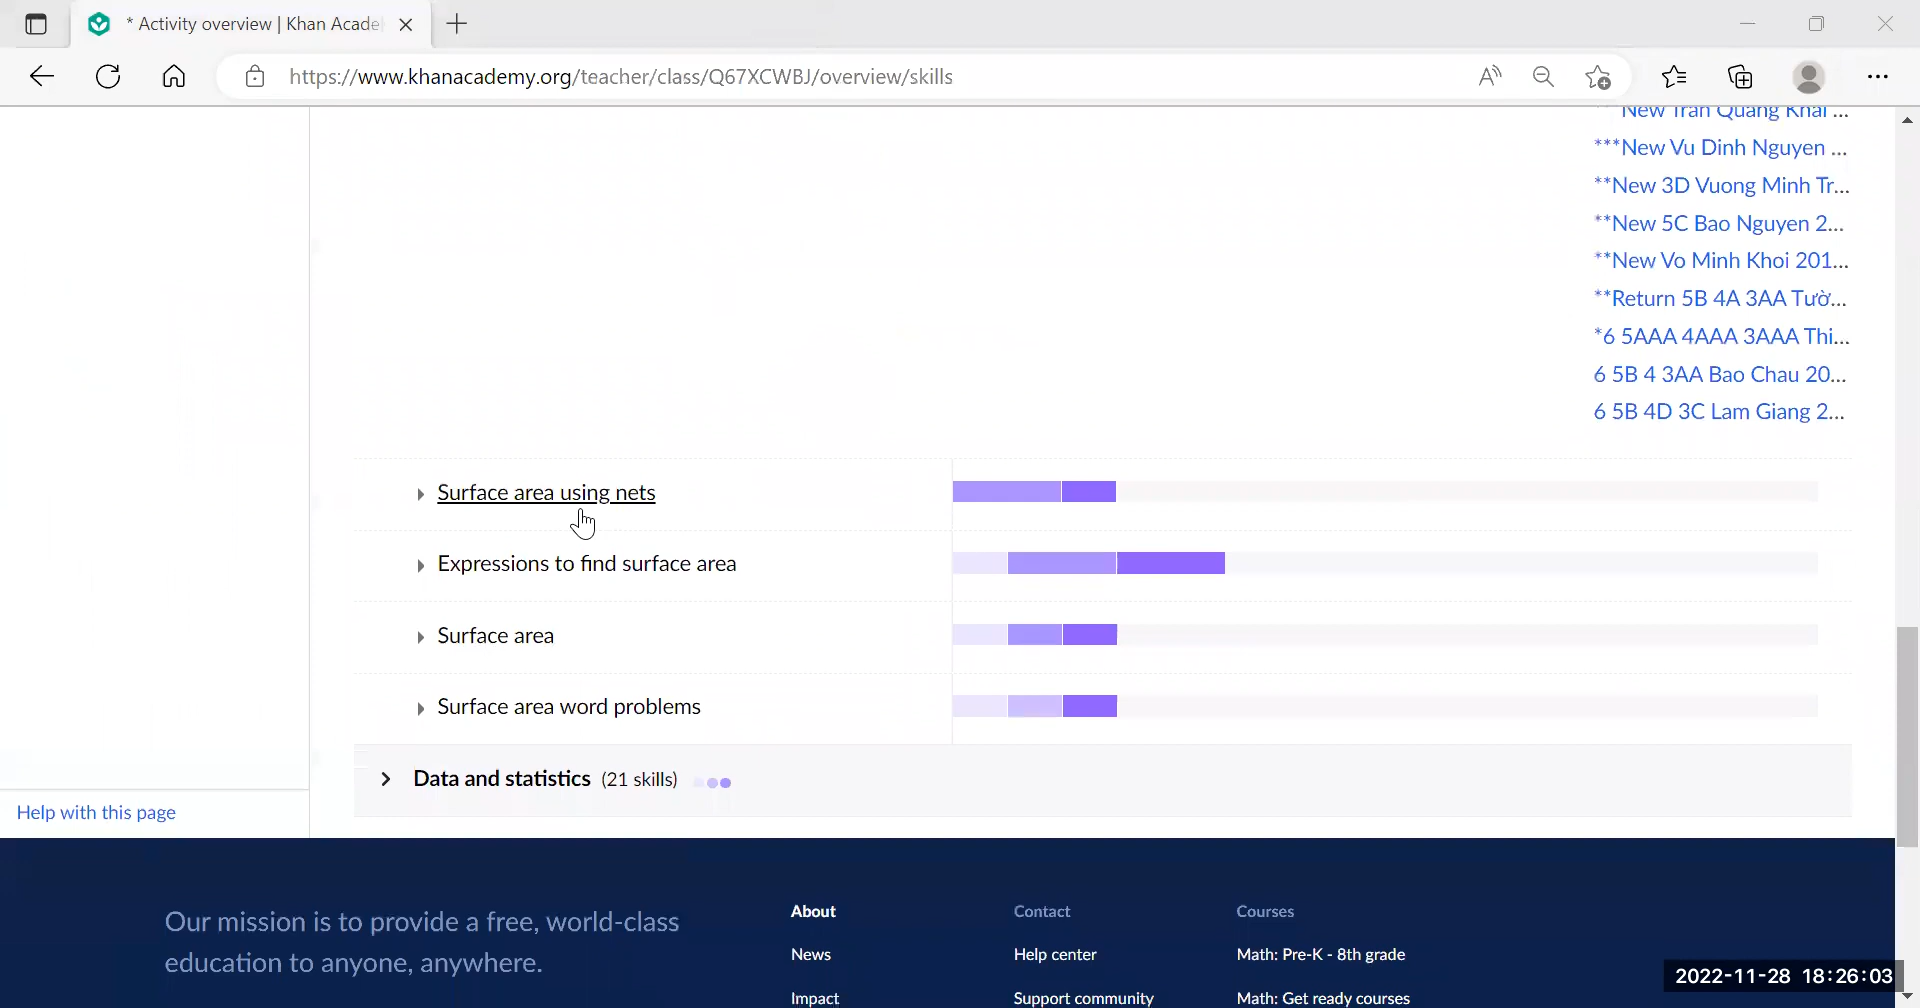 * Activity overview | Khan Acade
https://www.khanacademy.org/teacher/class/Q67XCWBJ/overview/skills
New Tran Quang Khai ...
***New Vu Dinh Nguyen ...
**New 3D Vuong Minh Tr...
**New 5C Bao Nguyen 2...
**New Vo Minh Khoi 201...
**Return 5B 4A 3AA Tườ...
*6 5AAA 4AAA 3AAA Thi...
6 5B 4 3AA Bao Chau 20...
6 5B 4D 3C Lam Giang 2...
Surface area using nets
Expressions to find surface area
Surface area
Surface area word problems
Data and statistics (21 skills)
Help with this page
Our mission is to provide a free, world-class
education to anyone, anywhere.
About
News
Impact
Contact
Help center
Support community
Courses
Math: Pre-K - 8th grade
Math: Get ready courses
2022-11-28 18:26:03